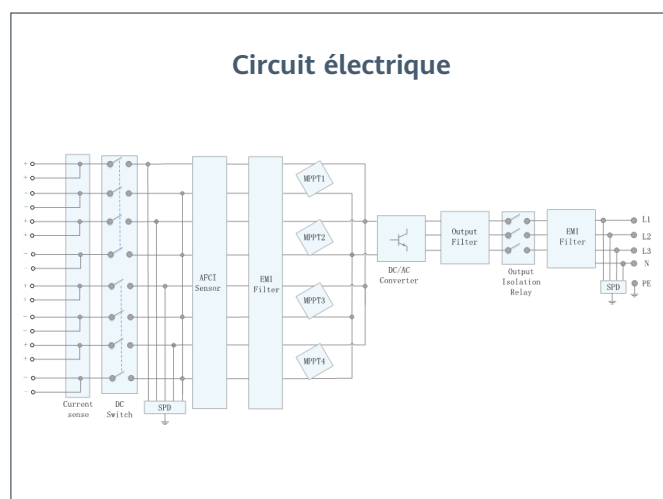 Circuit électrique
+
+
−
−
+
+
−
−
+
+
−
−
+
+
−
−
Current
sense
DC
Switch
SPD
AFCI
Sensor
EMI
Filter
MPPT1
MPPT2
MPPT3
MPPT4
DC/AC
Converter
Output
Filter
Output
Isolation
Relay
EMI
Filter
SPD
L1
L2
L3
N
PE